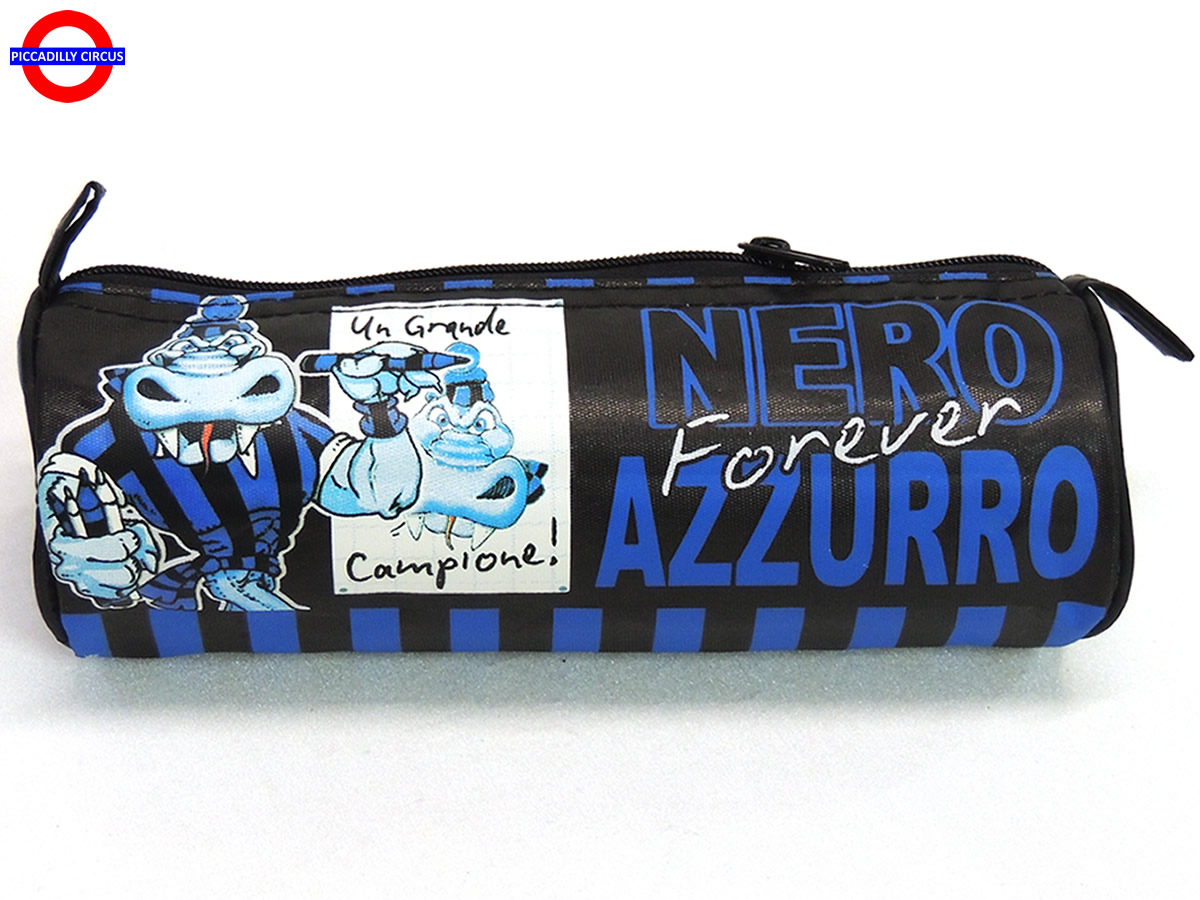 PICCADILLY CIRCUS
Un Grande
Campione!
NERO
Forever
AZZURRO